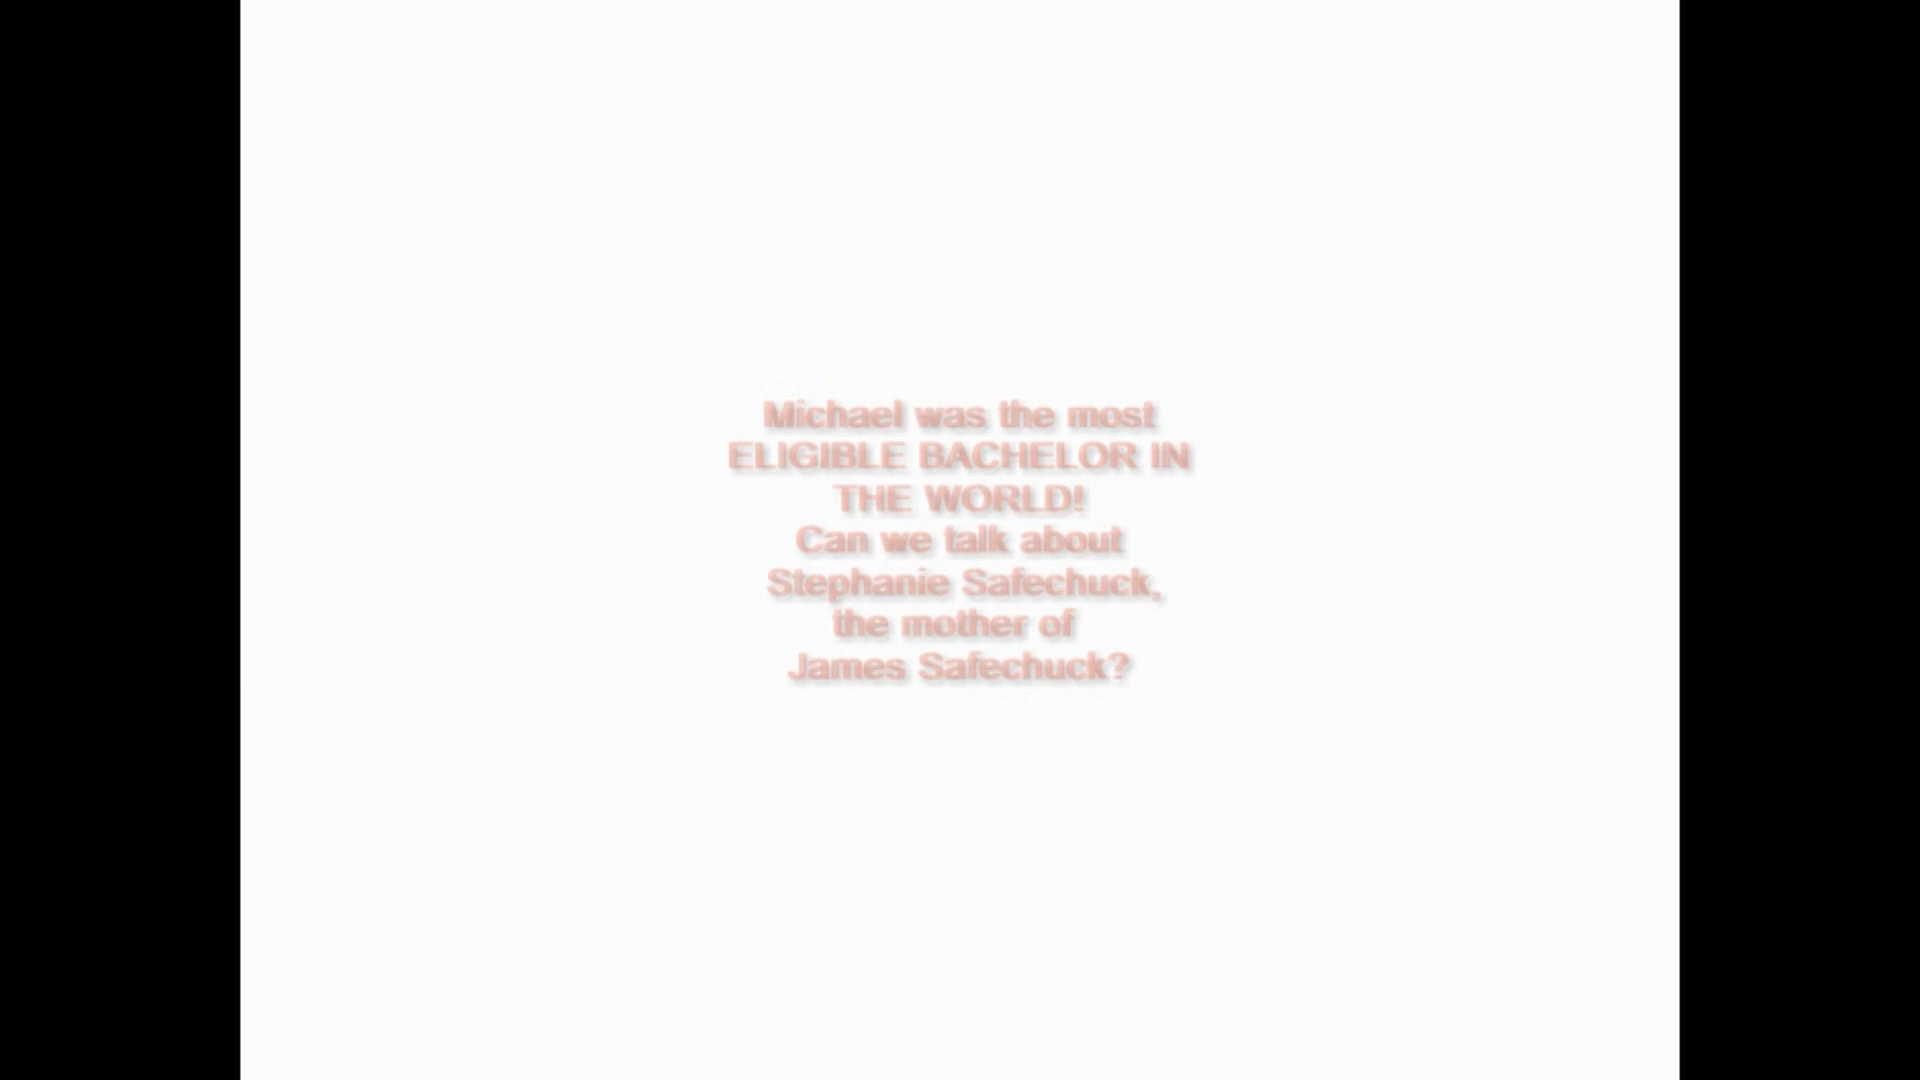 Michael was the most
ELIGIBLE BACHELOR IN
THE WORLD!
Can we talk about
Stephanie Safechuck,
the mother of
James Safechuck?